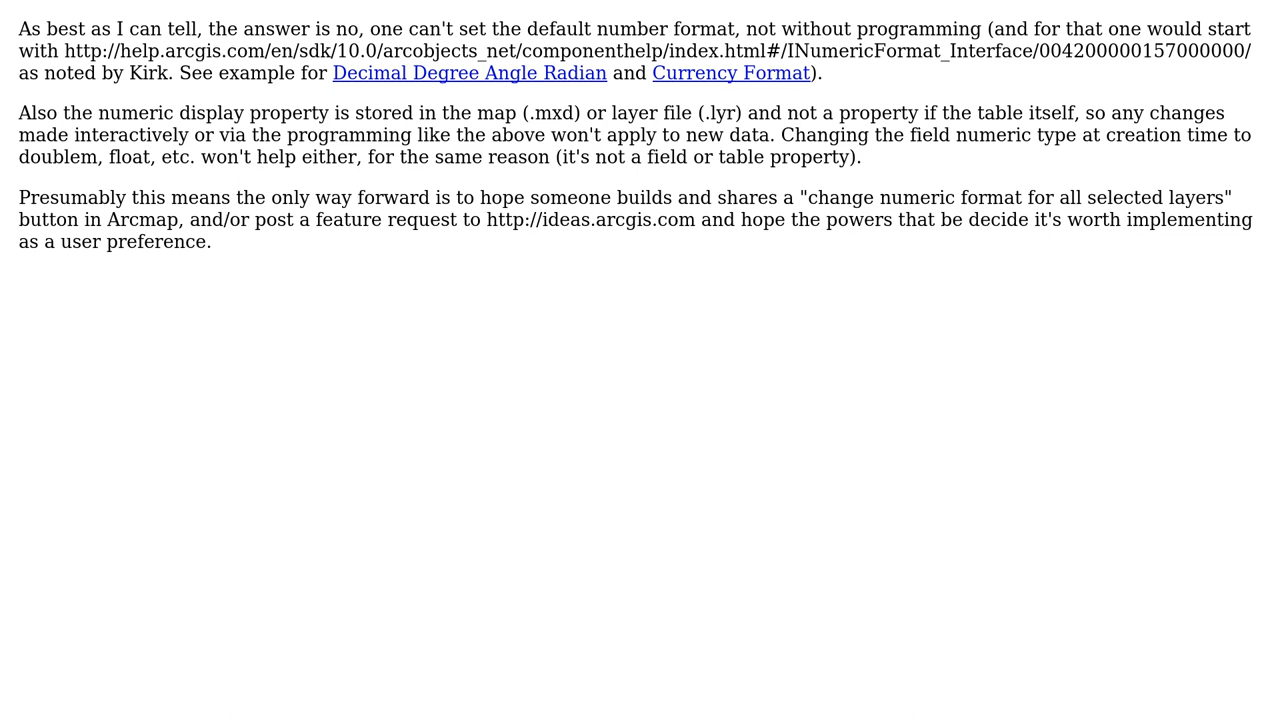 As best as I can tell, the answer is no, one can't set the default number format, not without programming (and for that one would start
with http://help.arcgis.com/en/sdk/10.0/arcobjects_net/componenthelp/index.html#/INumericFormat_Interface/004200000157000000/
as noted by Kirk. See example for Decimal Degree Angle Radian and Currency Format).
Also the numeric display property is stored in the map (.mxd) or layer file (.lyr) and not a property if the table itself, so any changes
made interactively or via the programming like the above won't apply to new data. Changing the field numeric type at creation time to
doublem, float, etc. won't help either, for the same reason (it's not a field or table property).
Presumably this means the only way forward is to hope someone builds and shares a "change numeric format for all selected layers"
button in Arcmap, and/or post a feature request to http://ideas.arcgis.com and hope the powers that be decide it's worth implementing
as a user preference.